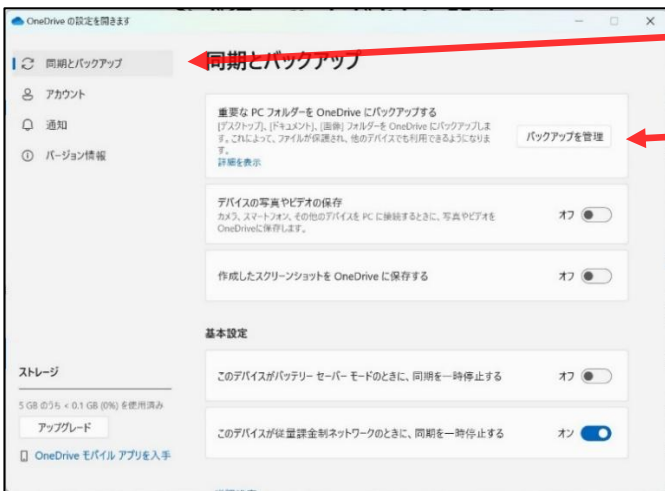 OneDrive の設定を開きます
同期とバックアップ
アカウント
通知
バージョン情報
ストレージ
5 GB のうち < 0.1 GB (0%) を使用済み
アップグレード
OneDrive モバイル アプリを入手
同期とバックアップ
重要な PC フォルダーを OneDrive にバックアップする
[デスクトップ]、[ドキュメント]、[画像] フォルダーを OneDrive にバックアップしま
す。これによって、ファイルが保護され、他のデバイスでも利用できるようになりま
す。
詳細を表示
バックアップを管理
デバイスの写真やビデオの保存
カメラ、スマートフォン、その他のデバイスを PC に接続するときに、写真やビデオを
OneDriveに保存します。
オフ
作成したスクリーンショットを OneDrive に保存する
オフ
基本設定
このデバイスがバッテリー セーバー モードのときに、同期を一時停止する
オフ
このデバイスが従量課金制ネットワークのときに、同期を一時停止する
オン